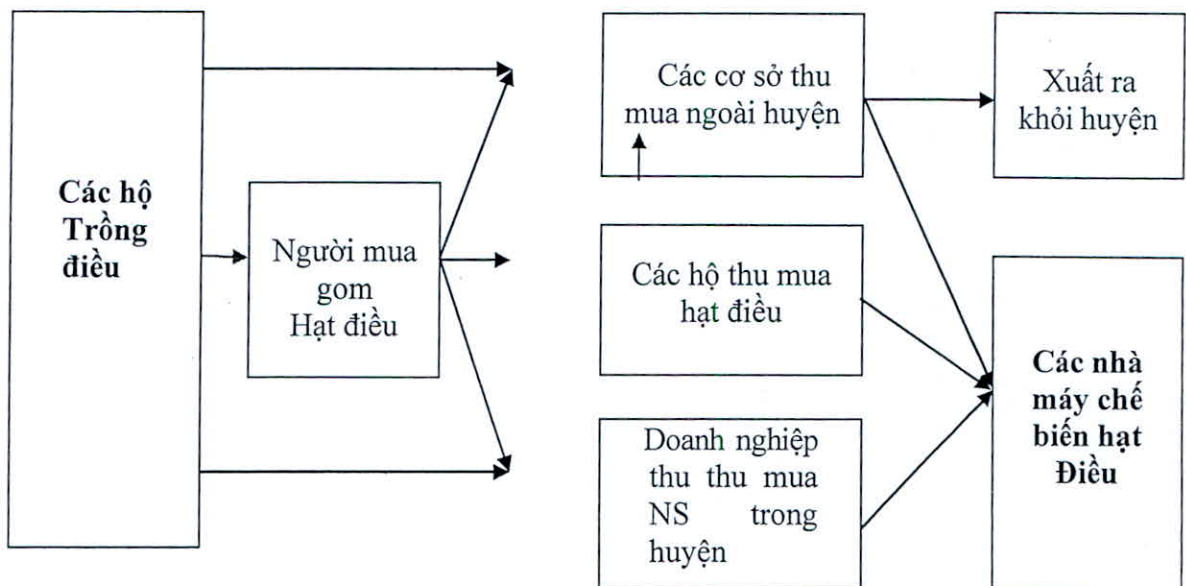 Các hộ
Trồng
điều
Người mua
gom
Hạt điều
Các cơ sở thu
mua ngoài huyện
Các hộ thu mua
hạt điều
Doanh nghiệp
thu thu mua
NS trong
huyện
Xuất ra
khỏi huyện
Các nhà
máy chế
biến hạt
Điều